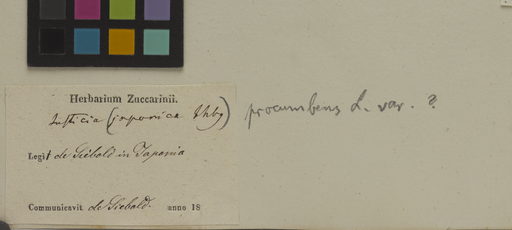 Herbarium Zuccarinii.
Justicia (japonica Thbg) procumbens L. var. ?
Legit de Siebold in Japonia
Communicavit de Siebold. anno 18